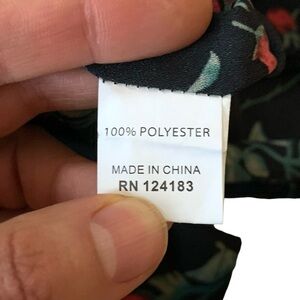 100% POLYESTER
MADE IN CHINA
RN 124183